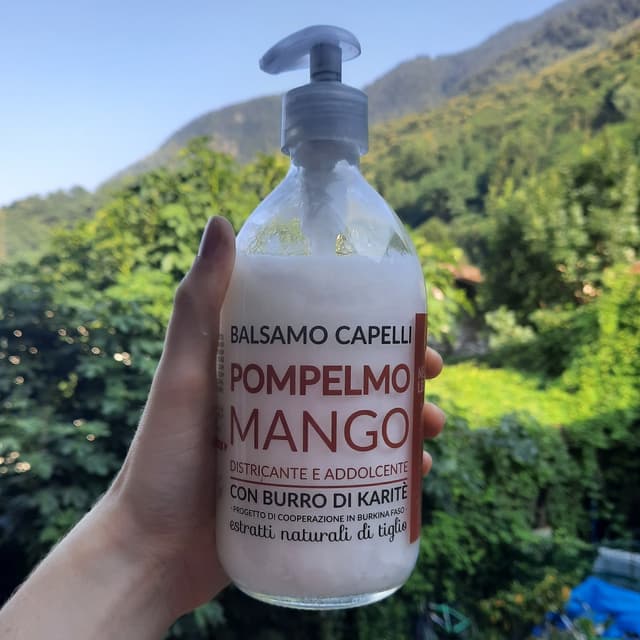 BALSAMO CAPELLI
POMPELMO
MANGO
DISTRICANTE E ADDOLCENTE
CON BURRO DI KARITÈ
· PROGETTO DI COOPERAZIONE IN BURKINA FASO ·
estratti naturali di tiglio